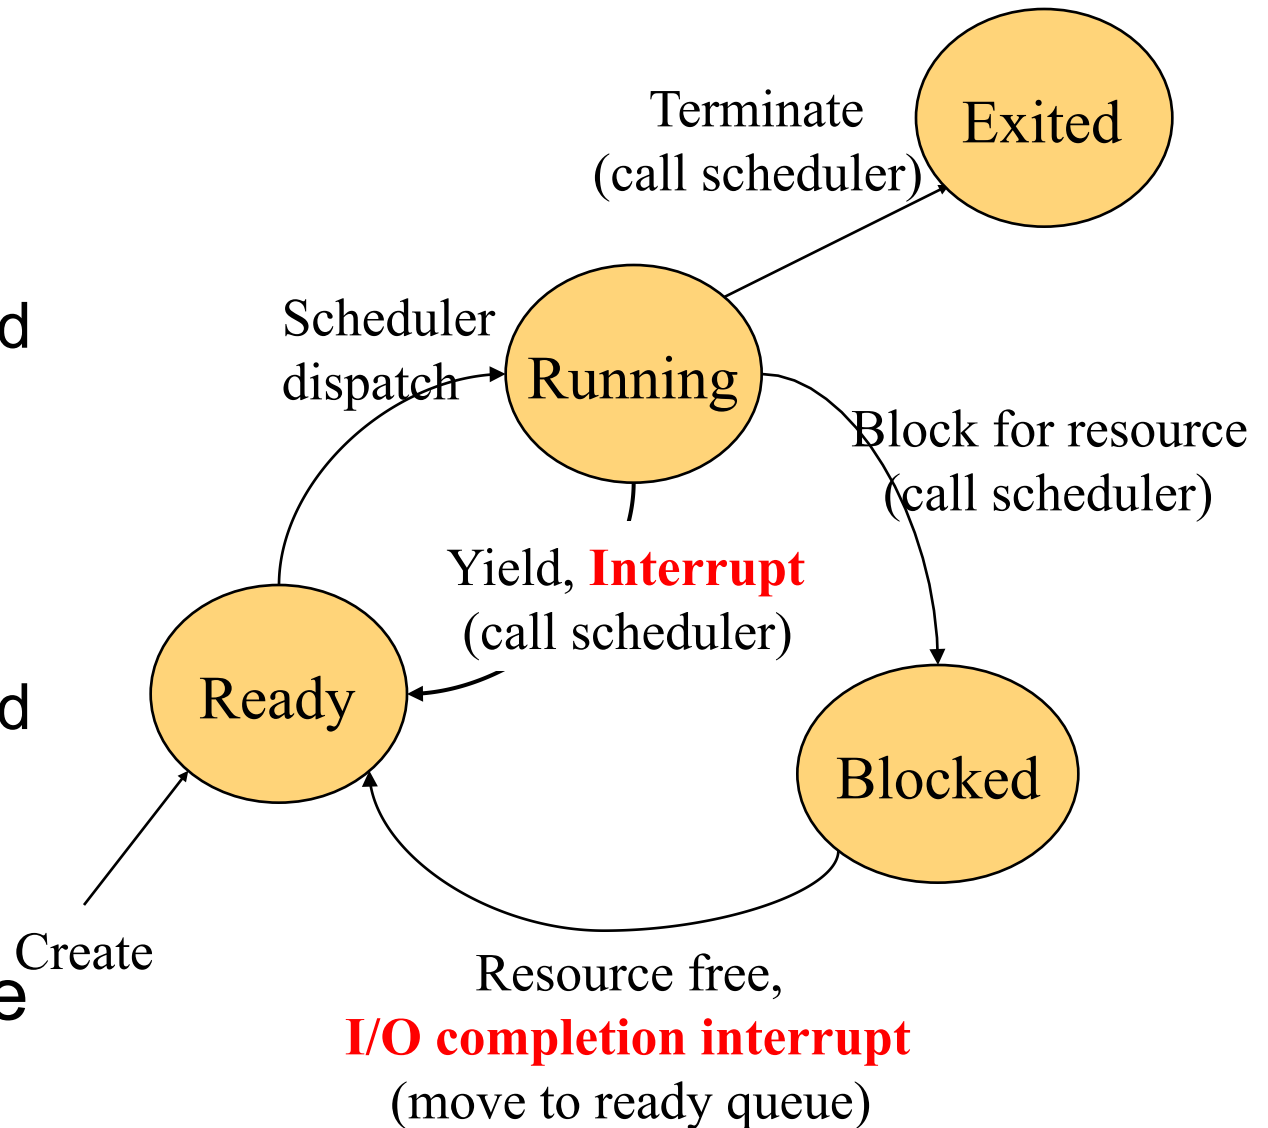 Terminate
(call scheduler)
Exited
d
Scheduler
dispatch
Running
Block for resource
(call scheduler)
Yield, Interrupt
(call scheduler)
Ready
d
Blocked
Create
e
Resource free,
I/O completion interrupt
(move to ready queue)